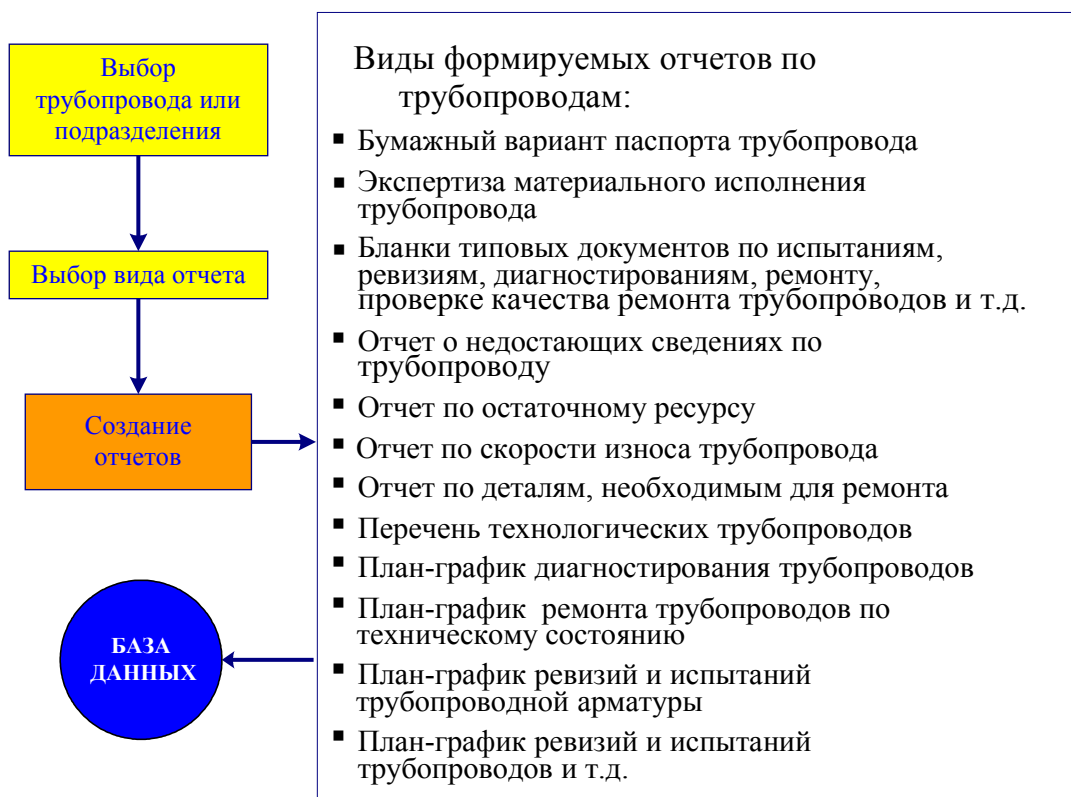 Выбор
трубопровода или
подразделения
Выбор вида отчета
Создание
отчетов
БАЗА
ДАННЫХ
Виды формируемых отчетов по
трубопроводам:
▪ Бумажный вариант паспорта трубопровода
▪ Экспертиза материального исполнения
трубопровода
▪ Бланки типовых документов по испытаниям,
ревизиям, диагностированиям, ремонту,
проверке качества ремонта трубопроводов и т.д.
▪ Отчет о недостающих сведениях по
трубопроводу
▪ Отчет по остаточному ресурсу
▪ Отчет по скорости износа трубопровода
▪ Отчет по деталям, необходимым для ремонта
▪ Перечень технологических трубопроводов
▪ План-график диагностирования трубопроводов
▪ План-график ремонта трубопроводов по
техническому состоянию
▪ План-график ревизий и испытаний
трубопроводной арматуры
▪ План-график ревизий и испытаний
трубопроводов и т.д.